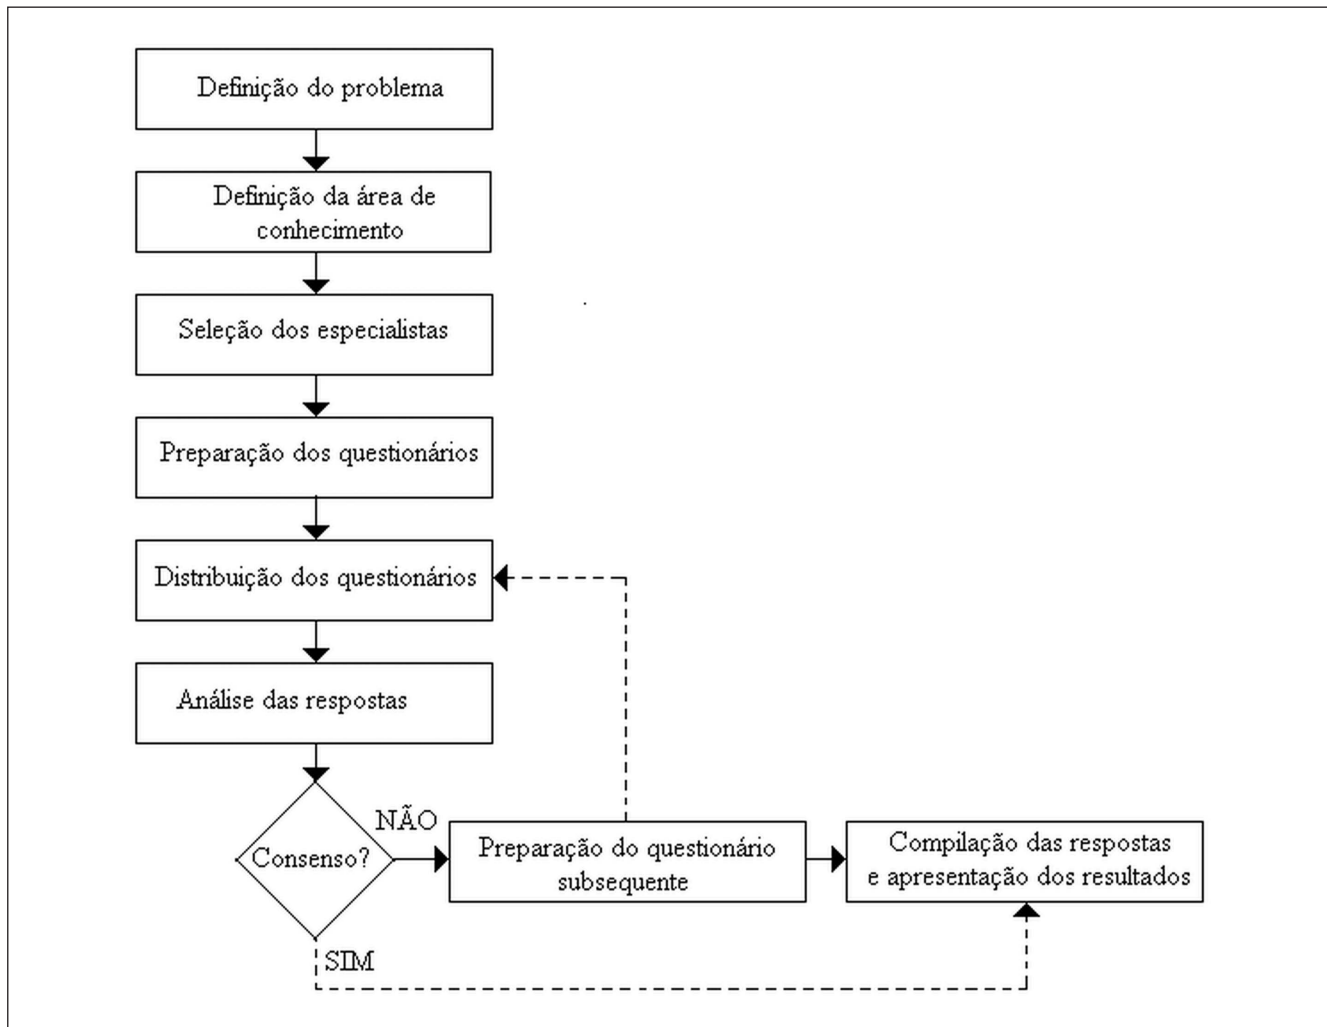 Definição do problema
Definição da área de
conhecimento
Seleção dos especialistas
Preparação dos questionários
Distribuição dos questionários
Análise das respostas
Consenso?
NÃO
Preparação do questionário
subsequente
Compilação das respostas
e apresentação dos resultados
SIM